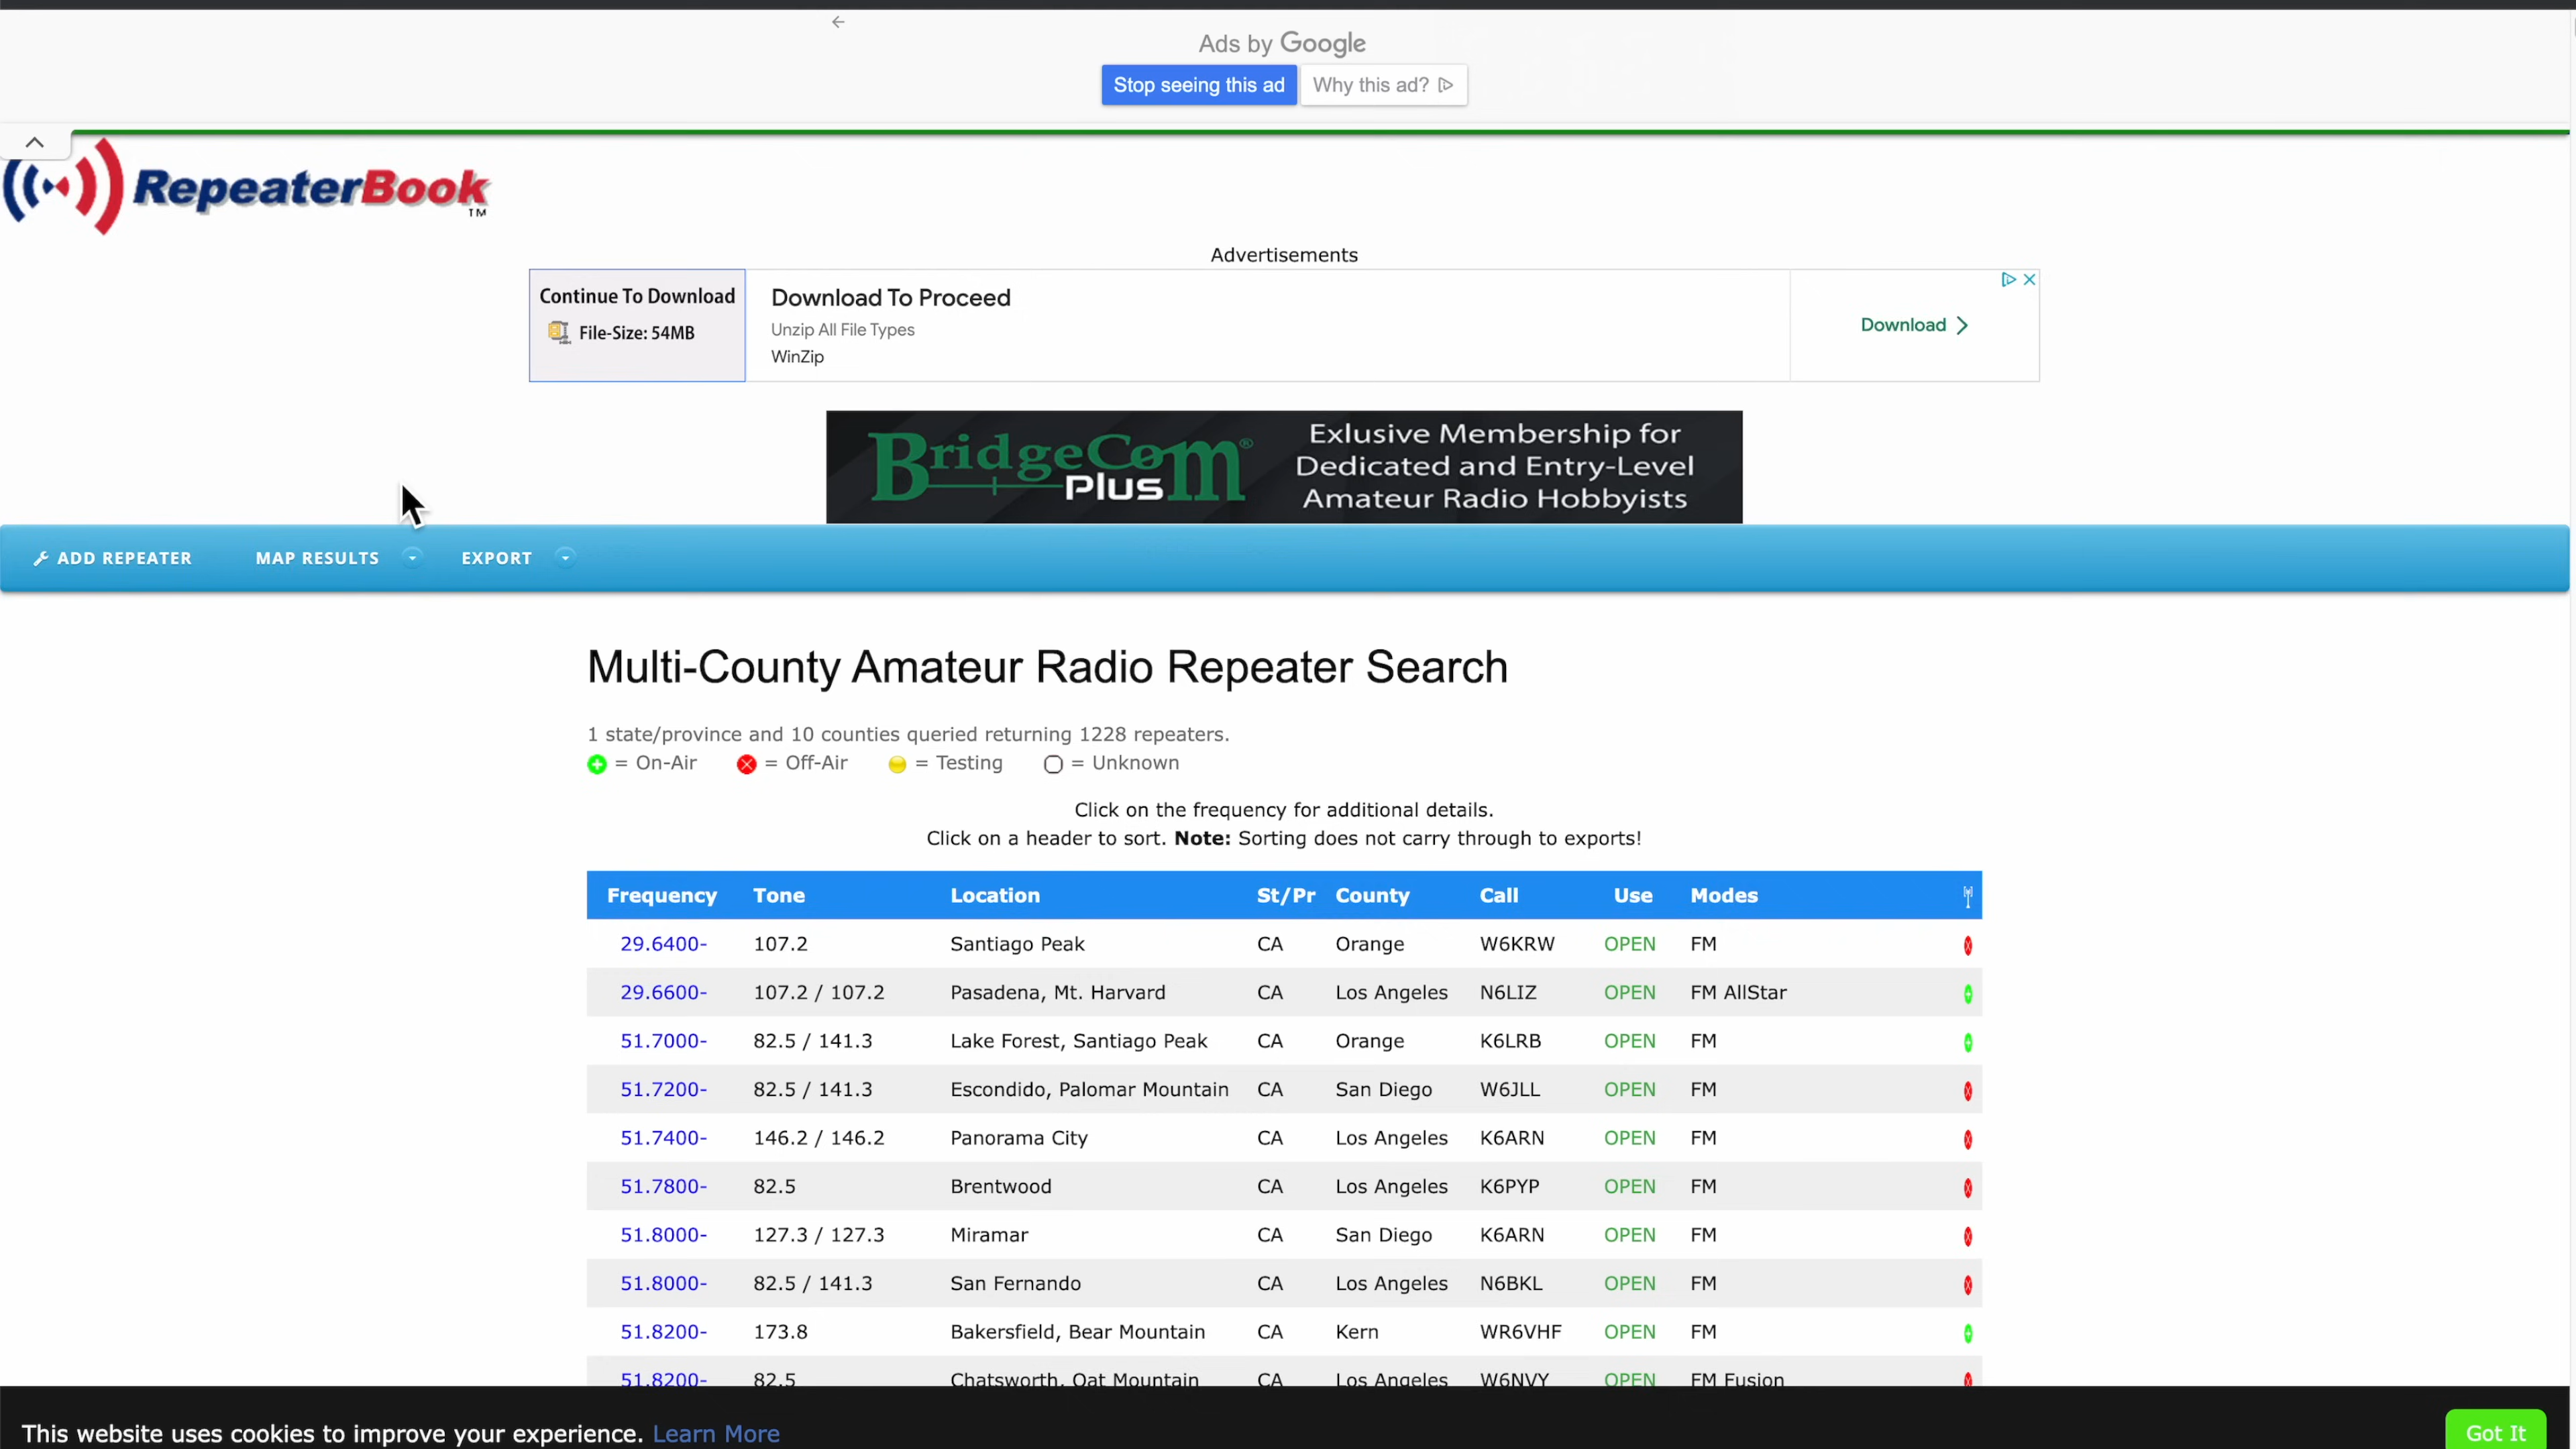 Ads by Google
Stop seeing this ad
Why this ad?
RepeaterBook
TM
Advertisements
Continue To Download
File-Size: 54MB
Download To Proceed
Unzip All File Types
WinZip
Download
BridgeCom®
Plus
Exlusive Membership for
Dedicated and Entry-Level
Amateur Radio Hobbyists
ADD REPEATER MAP RESULTS EXPORT
Multi-County Amateur Radio Repeater Search
1 state/province and 10 counties queried returning 1228 repeaters.
= On-Air = Off-Air = Testing = Unknown
Click on the frequency for additional details.
Click on a header to sort. Note: Sorting does not carry through to exports!
Frequency Tone Location St/Pr County Call Use Modes
29.6400- 107.2 Santiago Peak CA Orange W6KRW OPEN FM
29.6600- 107.2 / 107.2 Pasadena, Mt. Harvard CA Los Angeles N6LIZ OPEN FM AllStar
51.7000- 82.5 / 141.3 Lake Forest, Santiago Peak CA Orange K6LRB OPEN FM
51.7200- 82.5 / 141.3 Escondido, Palomar Mountain CA San Diego W6JLL OPEN FM
51.7400- 146.2 / 146.2 Panorama City CA Los Angeles K6ARN OPEN FM
51.7800- 82.5 Brentwood CA Los Angeles K6PYP OPEN FM
51.8000- 127.3 / 127.3 Miramar CA San Diego K6ARN OPEN FM
51.8000- 82.5 / 141.3 San Fernando CA Los Angeles N6BKL OPEN FM
51.8200- 173.8 Bakersfield, Bear Mountain CA Kern WR6VHF OPEN FM
51.8200- 82.5 Chatsworth, Oat Mountain CA Los Angeles W6NVY OPEN FM Fusion
This website uses cookies to improve your experience. Learn More
Got It